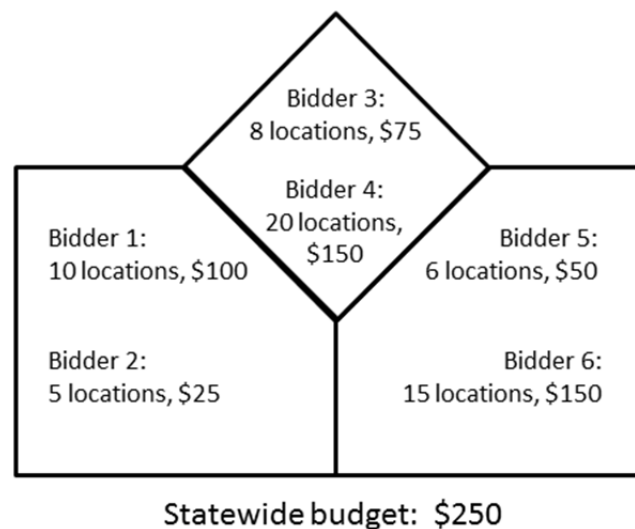 Bidder 3:
8 locations, $75
Bidder 4:
20 locations,
$150
Bidder 1:
10 locations, $100
Bidder 2:
5 locations, $25
Bidder 5:
6 locations, $50
Bidder 6:
15 locations, $150
Statewide budget: $250